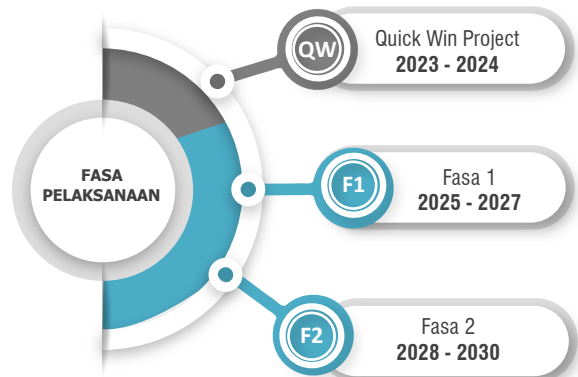 QW
Quick Win Project
2023 - 2024
FASA
PELAKSANAAN
F1
Fasa 1
2025 - 2027
F2
Fasa 2
2028 - 2030